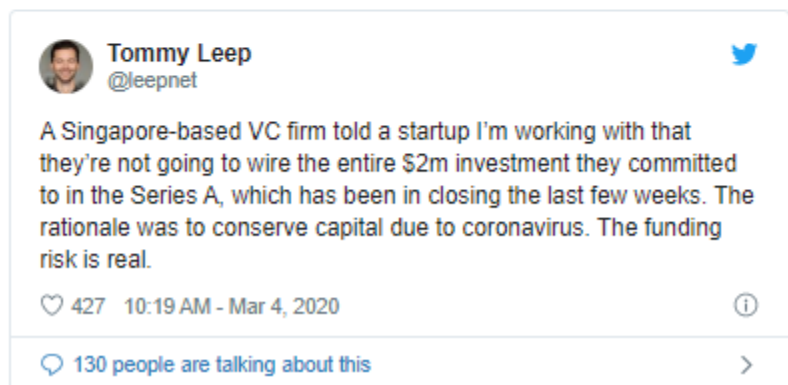 Tommy Leep
@leepnet
A Singapore-based VC firm told a startup I'm working with that
they're not going to wire the entire $2m investment they committed
to in the Series A, which has been in closing the last few weeks. The
rationale was to conserve capital due to coronavirus. The funding
risk is real.
427 10:19 AM - Mar 4, 2020
130 people are talking about this